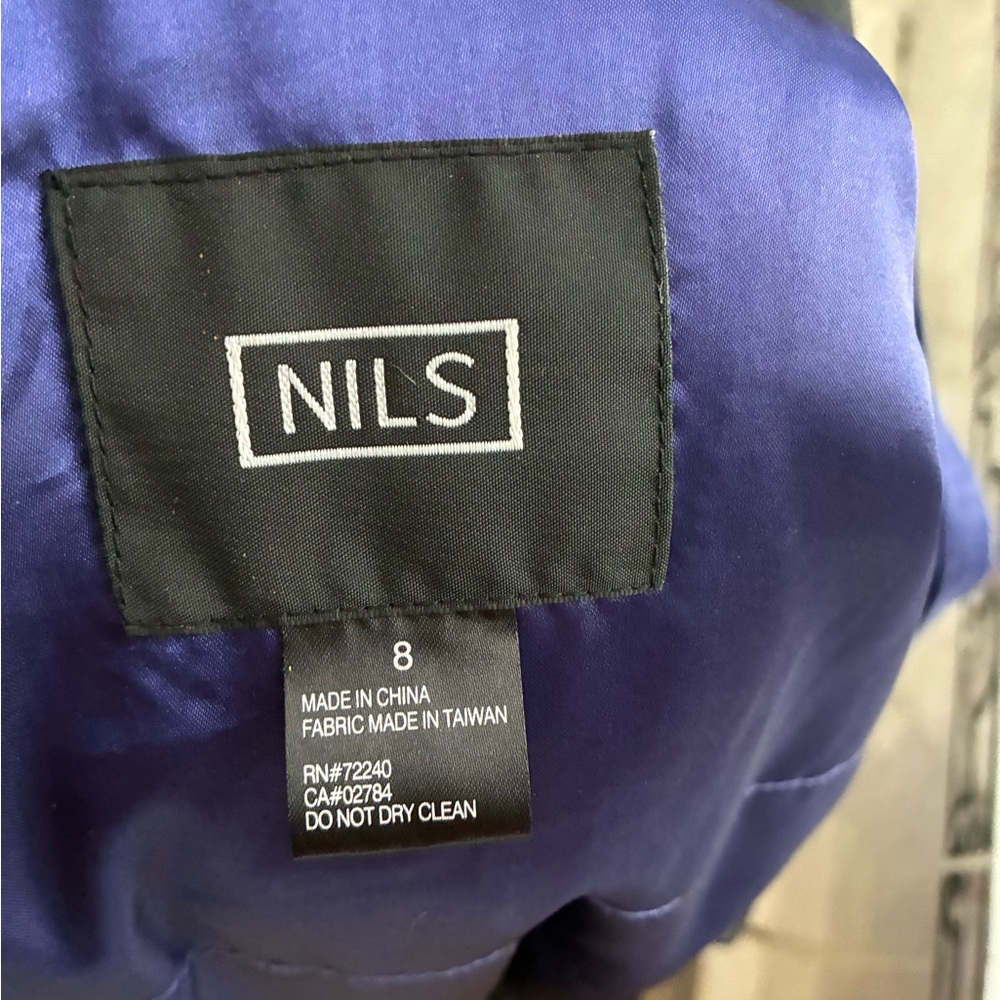 NILS
8
MADE IN CHINA
FABRIC MADE IN TAIWAN
RN#72240
CA#02784
DO NOT DRY CLEAN